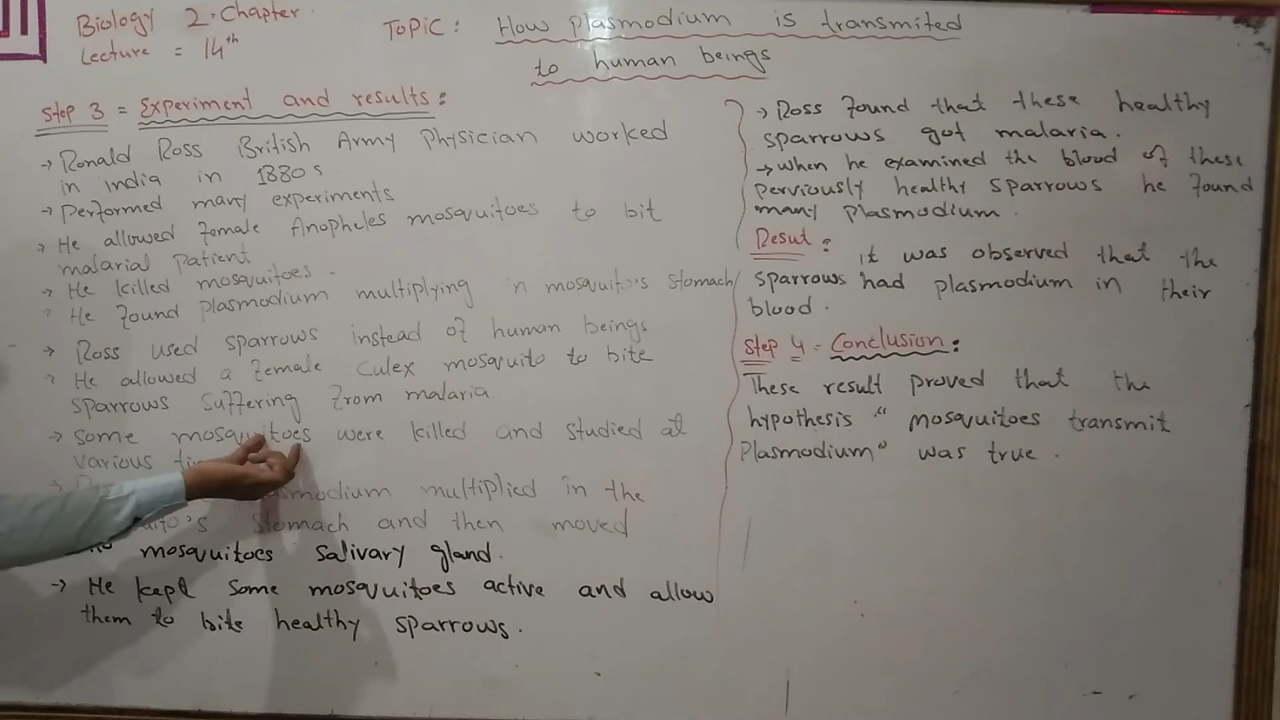 Biology 2.Chapter.
Lecture = 14th
TOPIC : How plasmodium is transmited
to human beings
Step 3 = Experiment and results:
→ Ronald Ross British Army Physician worked
in india in 1880s
→ Performed many experiments
→ He allowed female Anopheles mosquitoes to bit
malarial patient
→ He killed mosquitoes.
→ He found plasmodium multiplying in mosquito's stomach
→ Ross used sparrows instead of human beings
→ He allowed a female culex mosquito to bite
sparrows suffering from malaria
→ Some mosquitoes were killed and studied at
various
plasmodium multiplied in the
stomach and then moved
mosquitoes salivary gland.
→ He kept some mosquitoes active and allow
them to bite healthy sparrows.
→ Ross found that these healthy
sparrows got malaria.
→ when he examined the blood of these
perviously healthy sparrows he found
many plasmodium.
Resut : it was observed that the
sparrows had plasmodium in their
blood.
Step 4 = Conclusion :
These result proved that the
hypothesis "mosquitoes transmit
Plasmodium" was true.